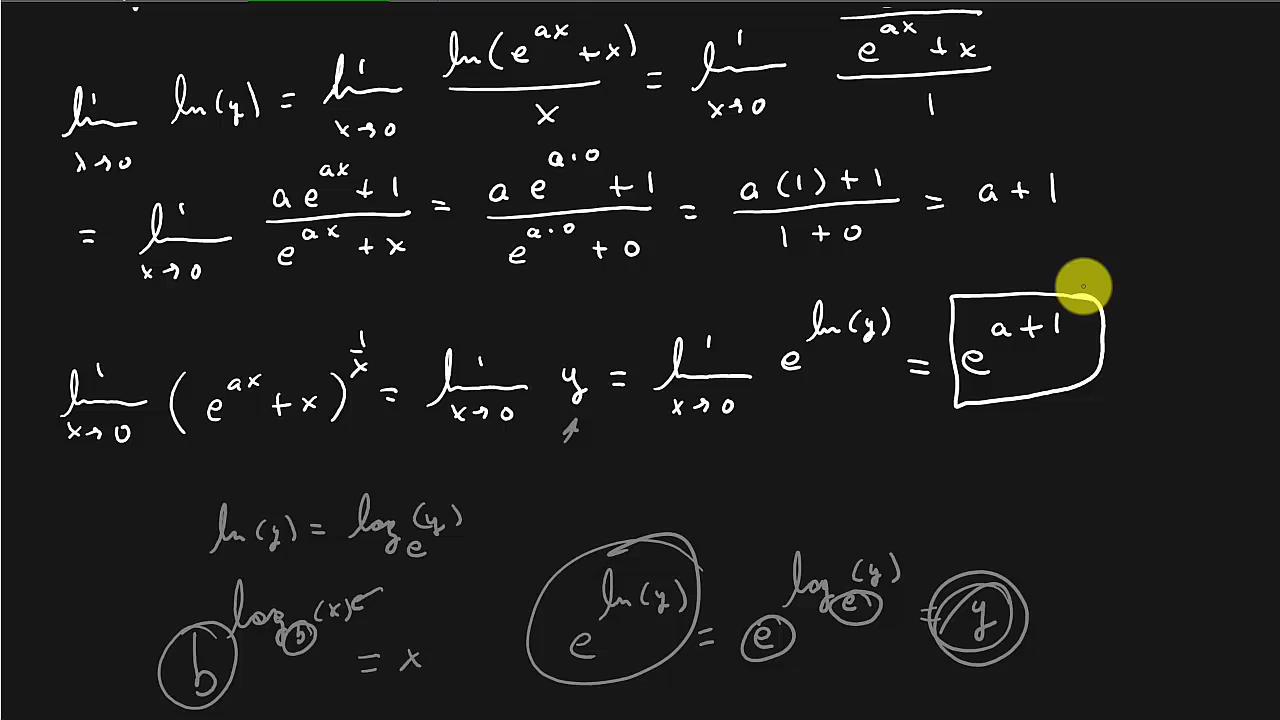 lim x→0 ln(y) = lim x→0 ln(e^{ax} + x) / x = lim x→0 / (e^{ax} + x) / 1
= lim x→0 (a e^{ax} + 1) / (e^{ax} + x) = (a e^{a·0} + 1) / (e^{a·0} + 0) = (a(1) + 1) / (1 + 0) = a + 1
lim x→0 (e^{ax} + x)^{1/x} = lim x→0 y = lim x→0 e^{ln(y)} = e^{a+1}
ln(y) = log_e(y)
b^{log_b(x)} = x
e^{ln(y)} = e^{log_e(y)} = y